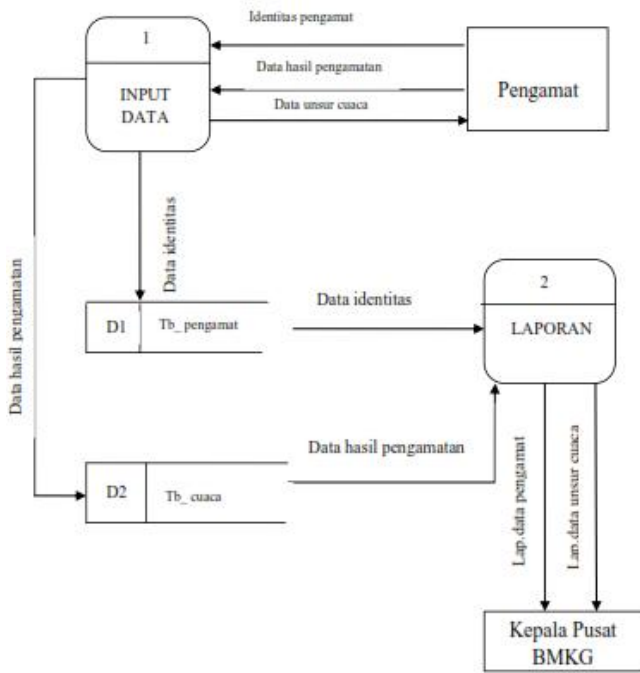 Identitas pengamat
1
INPUT
DATA
Data hasil pengamatan
Data unsur cuaca
Pengamat
Data identitas
Data hasil pengamatan
D1
Tb_ pengamat
Data identitas
2
LAPORAN
D2
Tb_ cuaca
Data hasil pengamatan
Lap.data pengamat
Lap.data unsur cuaca
Kepala Pusat
BMKG